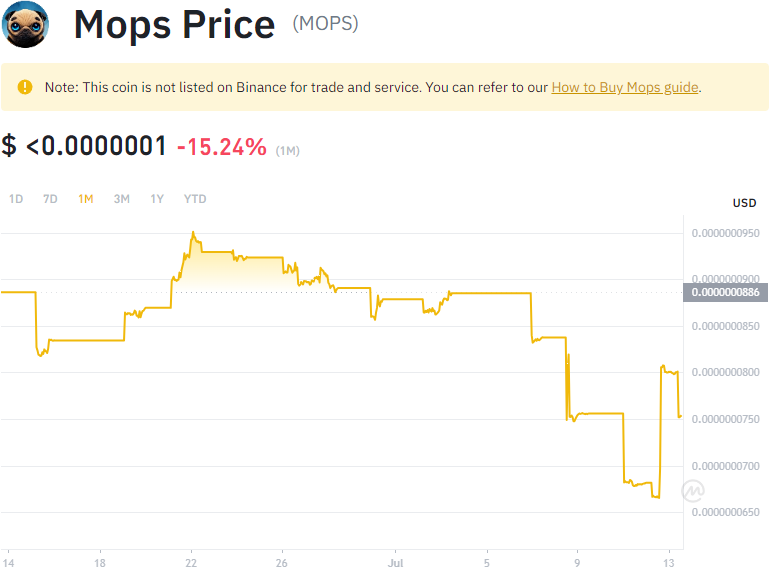 Mops Price (MOPS)
Note: This coin is not listed on Binance for trade and service. You can refer to our How to Buy Mops guide.
$ <0.0000001 -15.24% (1M)
1D 7D 1M 3M 1Y YTD
USD
0.0000000950
0.0000000900
0.0000000886
0.0000000850
0.0000000800
0.0000000750
0.0000000700
0.0000000650
14 18 22 26 Jul 5 9 13